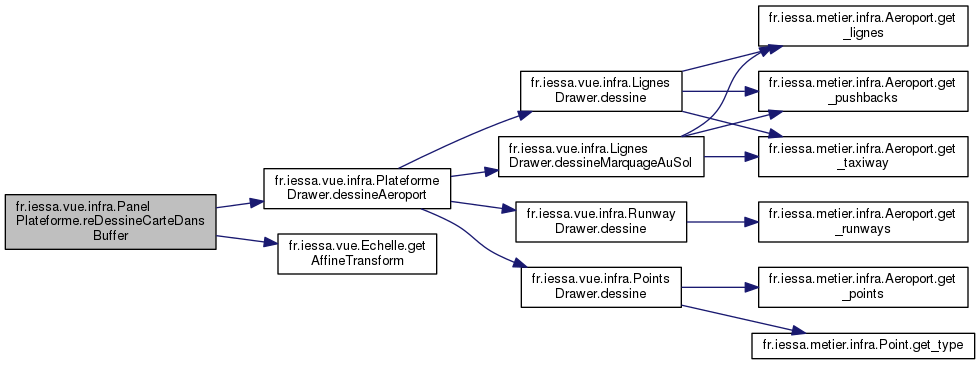 fr.iessa.vue.infra.Panel
Plateforme.reDessineCarteDans
Buffer
fr.iessa.vue.infra.Plateforme
Drawer.dessineAeroport
fr.iessa.vue.Echelle.get
AffineTransform
fr.iessa.vue.infra.Lignes
Drawer.dessine
fr.iessa.vue.infra.Lignes
Drawer.dessineMarquageAuSol
fr.iessa.vue.infra.Runway
Drawer.dessine
fr.iessa.vue.infra.Points
Drawer.dessine
fr.iessa.metier.infra.Aeroport.get
_lignes
fr.iessa.metier.infra.Aeroport.get
_pushbacks
fr.iessa.metier.infra.Aeroport.get
_taxiway
fr.iessa.metier.infra.Aeroport.get
_runways
fr.iessa.metier.infra.Aeroport.get
_points
fr.iessa.metier.infra.Point.get_type